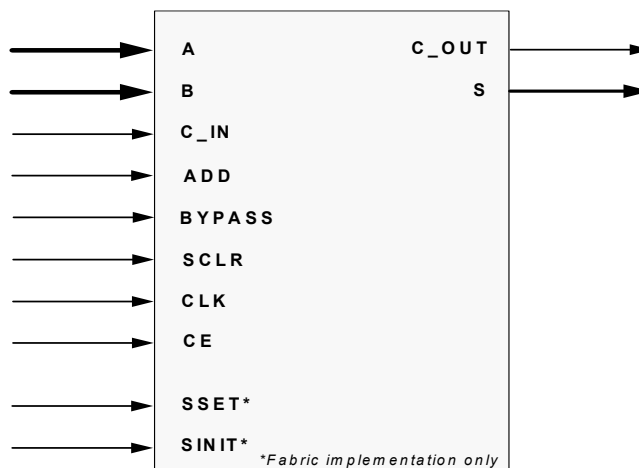 A C_OUT
B S
C_IN
ADD
BYPASS
SCLR
CLK
CE
SSET*
SINIT*
*Fabric implementation only